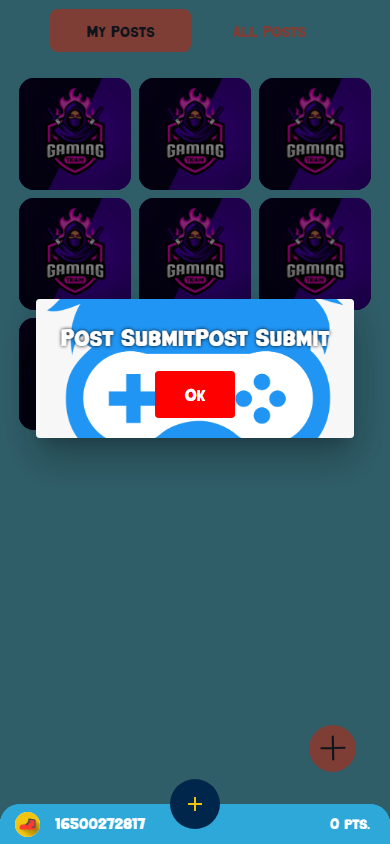 My Posts
All Posts
GAMING
TEAM
GAMING
TEAM
GAMING
TEAM
GAMING
TEAM
GAMING
TEAM
GAMING
TEAM
Post SubmitPost Submit
Ok
16500272817
0 PTS.